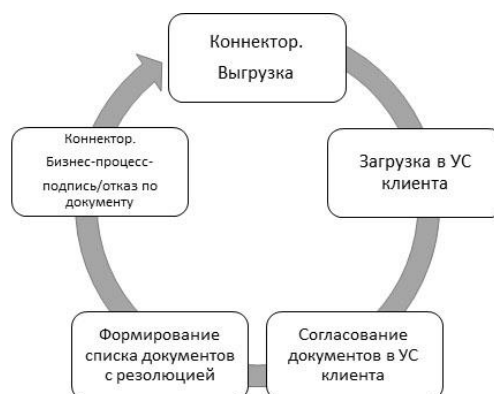 Коннектор.
Выгрузка
Загрузка в УС
клиента
Согласование
документов в УС
клиента
Формирование
списка документов
с резолюцией
Коннектор.
Бизнес-процесс-
подпись/отказ по
документу